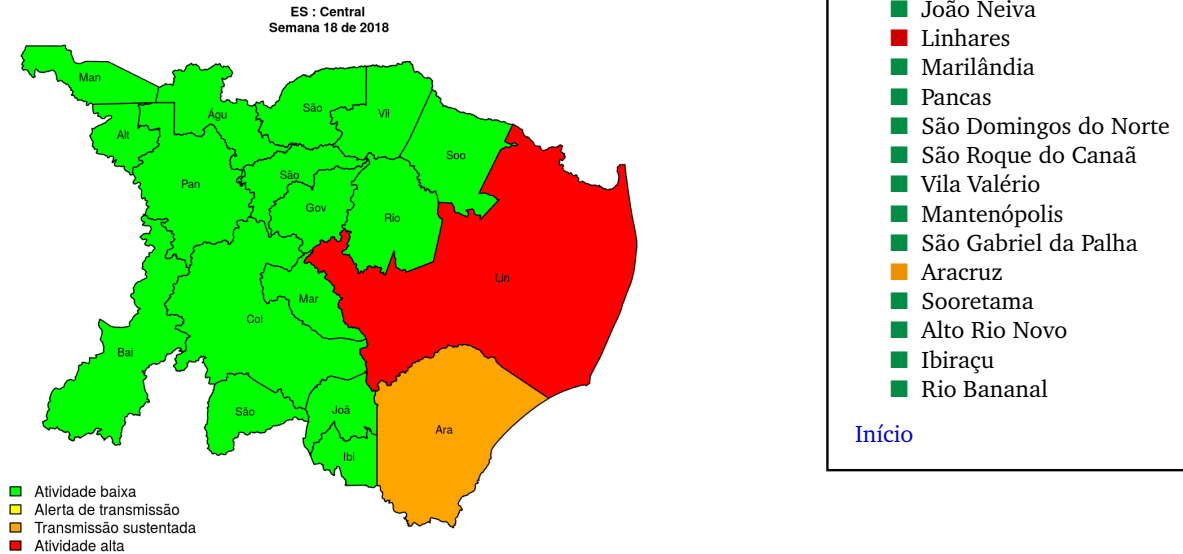 ES : Central
Semana 18 de 2018
Man
Águ
São
Vil
Alt
Soo
Pan
São
Gov
Rio
Lin
Mar
Col
Bai
São
Joã
Ara
Ibi
Atividade baixa
Alerta de transmissão
Transmissão sustentada
Atividade alta
João Neiva
Linhares
Marilândia
Pancas
São Domingos do Norte
São Roque do Canaã
Vila Valério
Mantenópolis
São Gabriel da Palha
Aracruz
Sooretama
Alto Rio Novo
Ibiraçu
Rio Bananal
Início